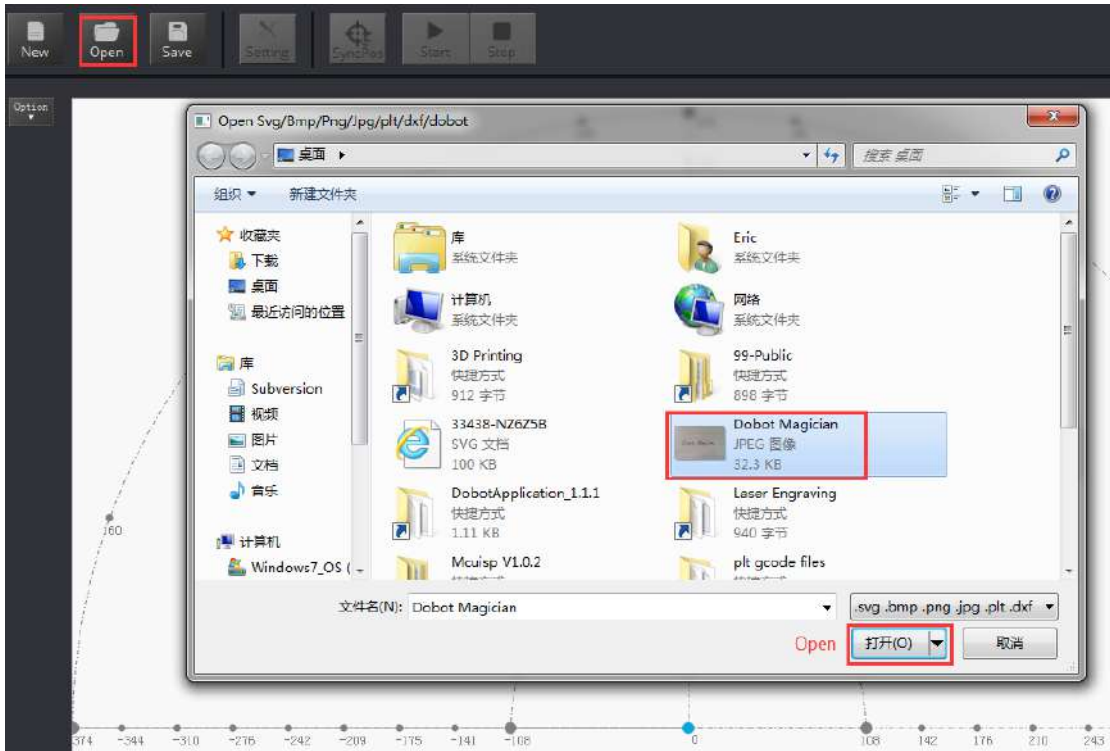 New
Open
Save
Setting
SyncPos
Start
Stop
Option
Open Svg/Bmp/Png/Jpg/plt/dxf/dobot
桌面
搜索 桌面
组织
新建文件夹
收藏夹
下载
桌面
最近访问的位置
库
Subversion
视频
图片
文档
音乐
计算机
Windows7_OS (
库
系统文件夹
Eric
系统文件夹
计算机
系统文件夹
网络
系统文件夹
3D Printing
快捷方式
912 字节
99-Public
快捷方式
898 字节
33438-NZ6Z5B
SVG 文档
100 KB
Dobot Magician
JPEG 图像
32.3 KB
DobotApplication_1.1.1
快捷方式
1.11 KB
Laser Engraving
快捷方式
940 字节
Mcuisp V1.0.2
plt gcode files
文件名(N): Dobot Magician
.svg .bmp .png .jpg .plt .dxf
Open
打开(O)
取消
160
374 -344 -310 -276 -242 -209 -175 -141 -108 0 108 142 176 210 243